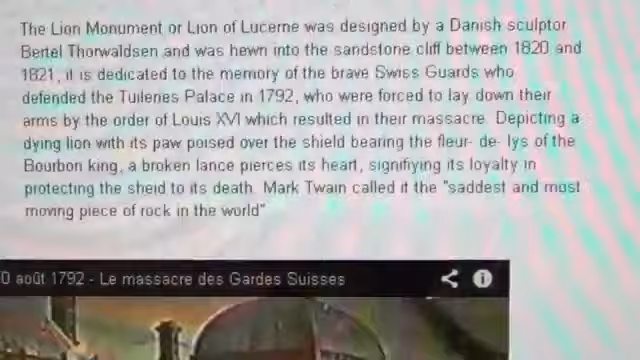 The Lion Monument or Lion of Lucerne was designed by a Danish sculptor
Bertel Thorwaldsen and was hewn into the sandstone cliff between 1820 and
1821, it is dedicated to the memory of the brave Swiss Guards who
defended the Tuileries Palace in 1792, who were forced to lay down their
arms by the order of Louis XVI which resulted in their massacre. Depicting a
dying lion with its paw poised over the shield bearing the fleur- de- lys of the
Bourbon king, a broken lance pierces its heart, signifiying its loyalty in
protecting the sheid to its death. Mark Twain called it the "saddest and most
moving piece of rock in the world"
0 août 1792 - Le massacre des Gardes Suisses